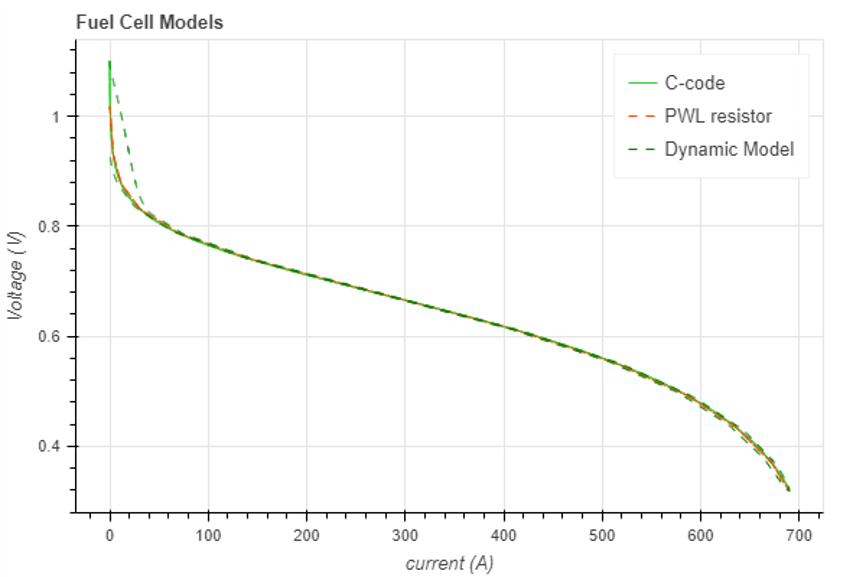 Fuel Cell Models
C-code
PWL resistor
Dynamic Model
1
0.8
0.6
0.4
Voltage ( V)
0
100
200
300
400
500
600
700
current (A)